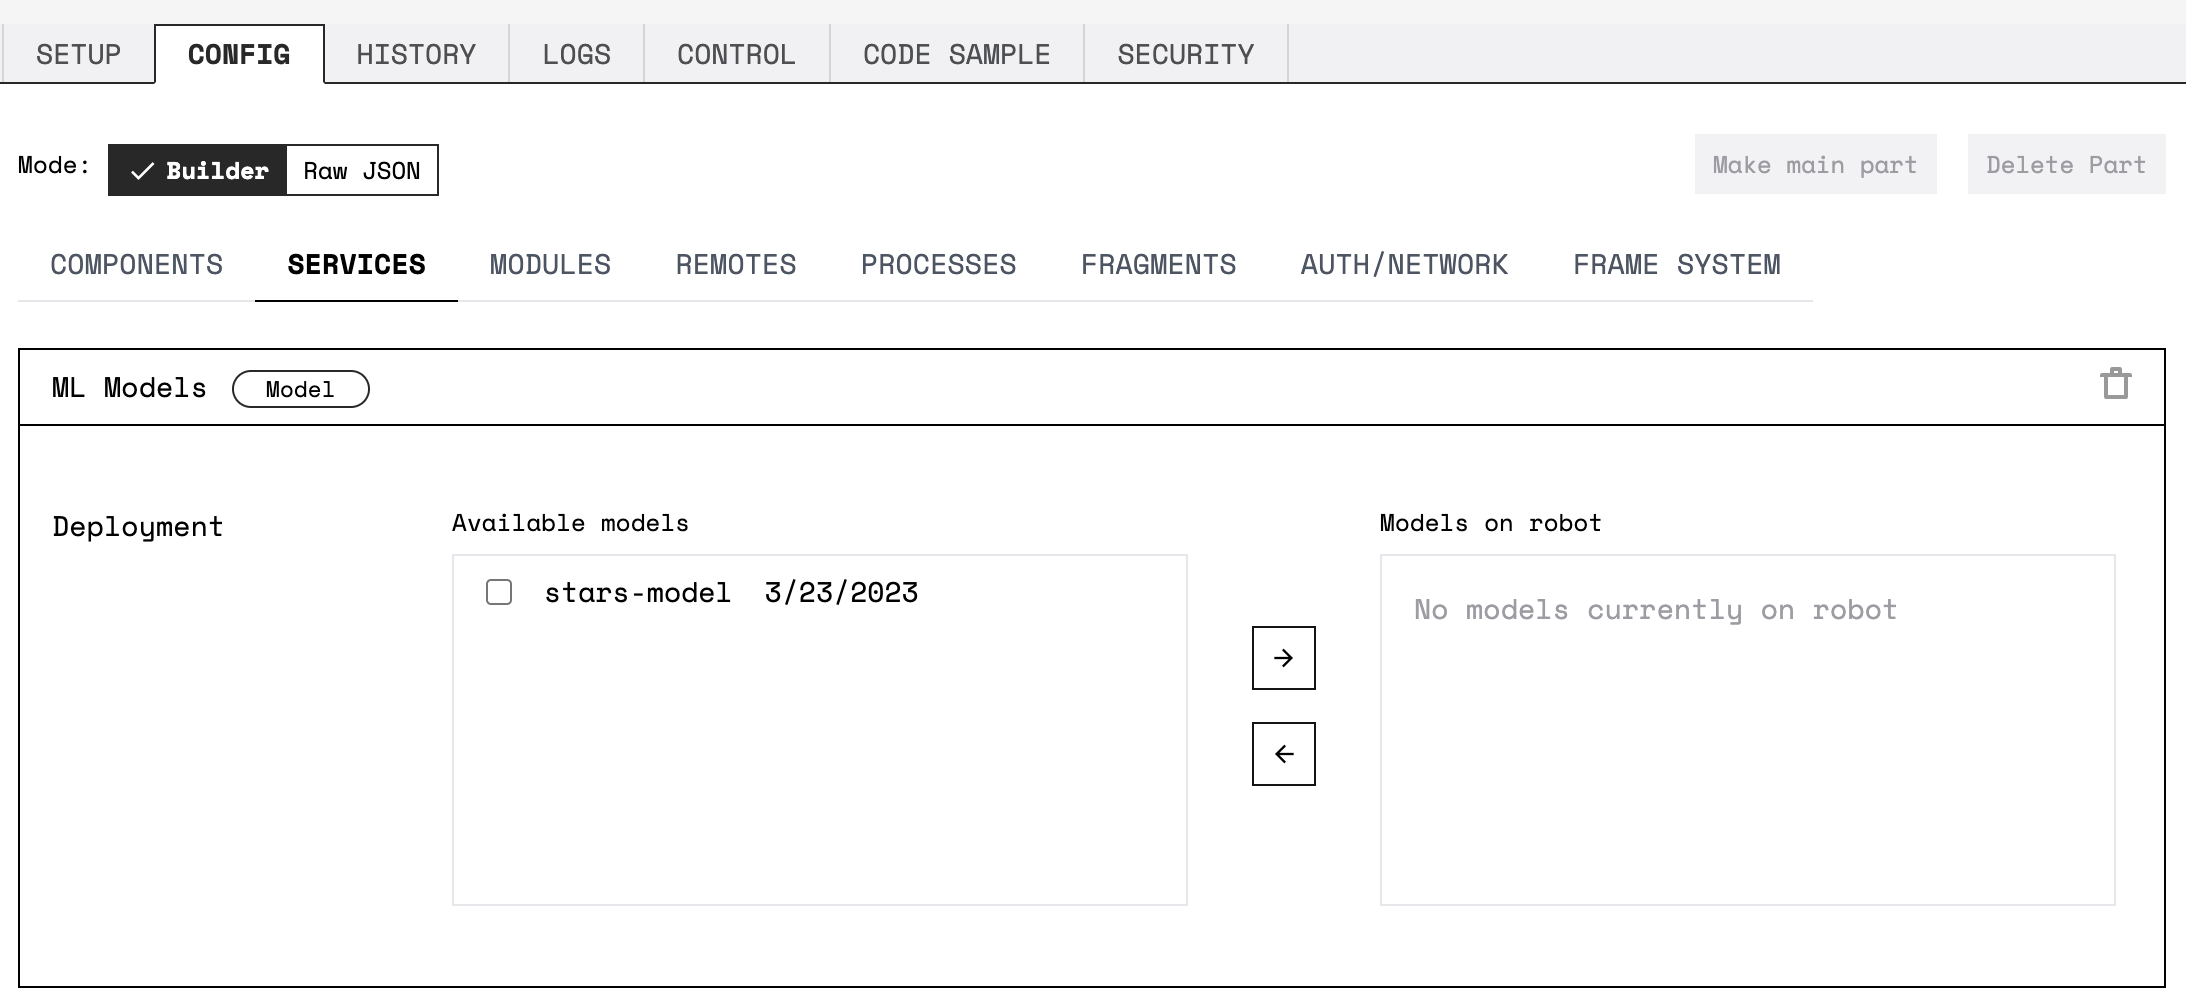 SETUP CONFIG HISTORY LOGS CONTROL CODE SAMPLE SECURITY
Mode: Builder Raw JSON Make main part Delete Part
COMPONENTS SERVICES MODULES REMOTES PROCESSES FRAGMENTS AUTH/NETWORK FRAME SYSTEM
ML Models Model
Deployment Available models Models on robot
stars-model 3/23/2023
No models currently on robot